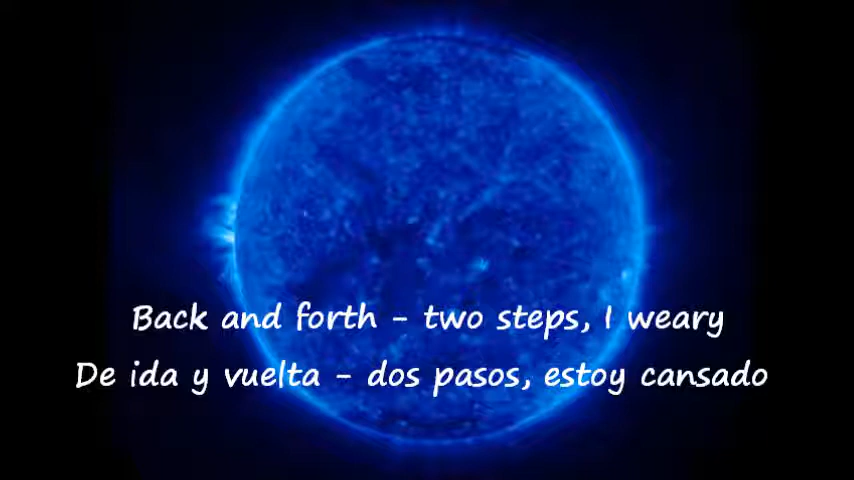 Back and forth - two steps, I weary
De ida y vuelta - dos pasos, estoy cansado